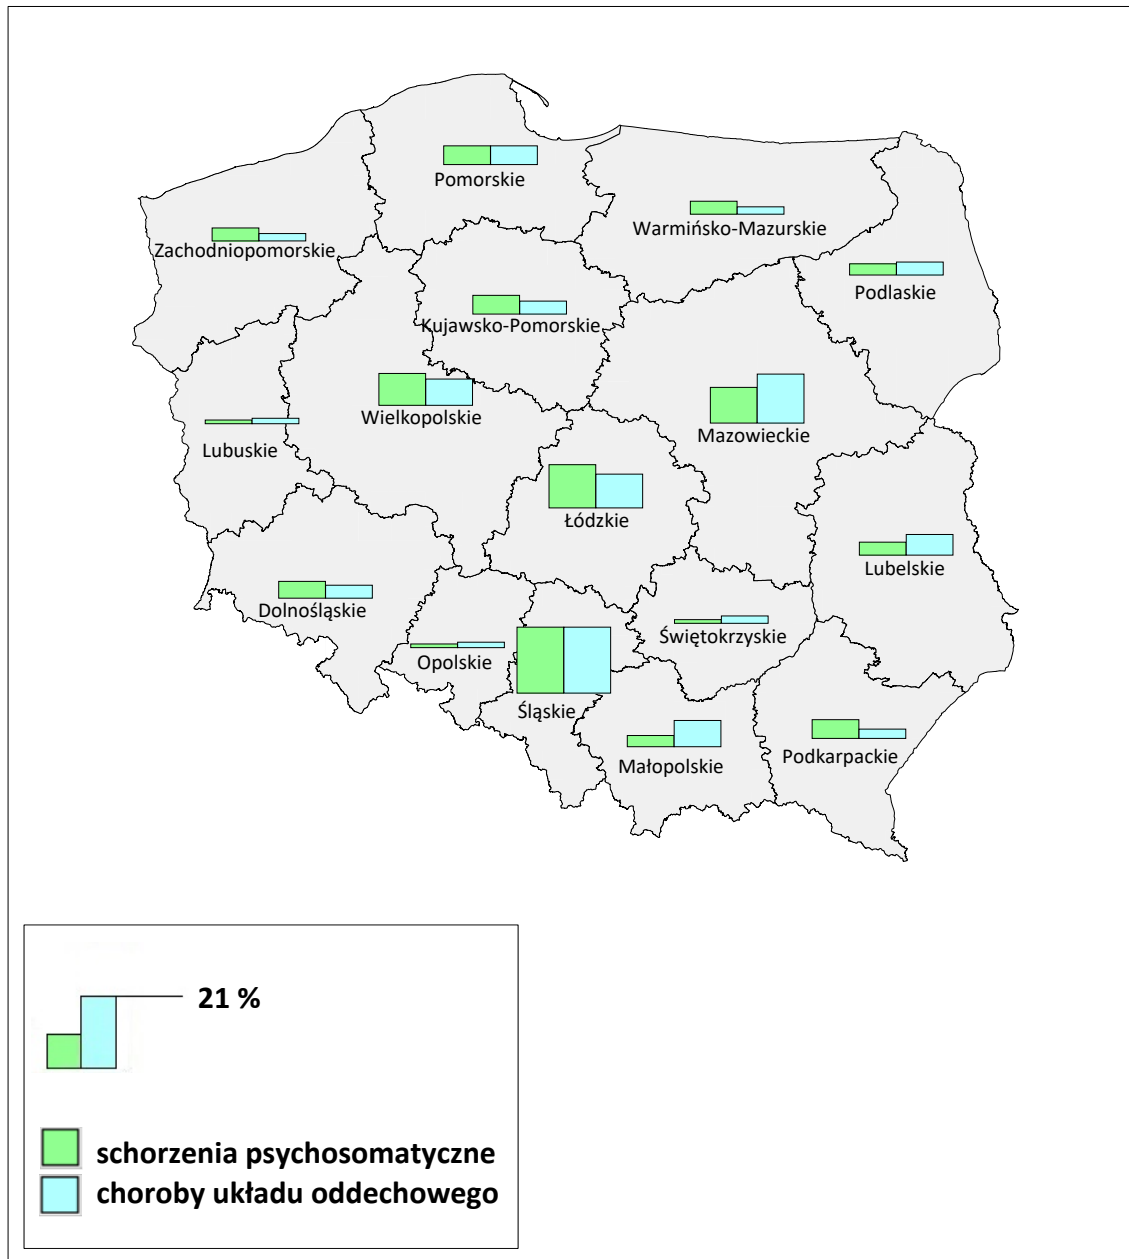 Pomorskie
Warmińsko-Mazurskie
Zachodniopomorskie
Podlaskie
Kujawsko-Pomorskie
Wielkopolskie
Mazowieckie
Lubuskie
Łódzkie
Lubelskie
Dolnośląskie
Świętokrzyskie
Opolskie
Śląskie
Podkarpackie
Małopolskie
21 %
schorzenia psychosomatyczne
choroby układu oddechowego